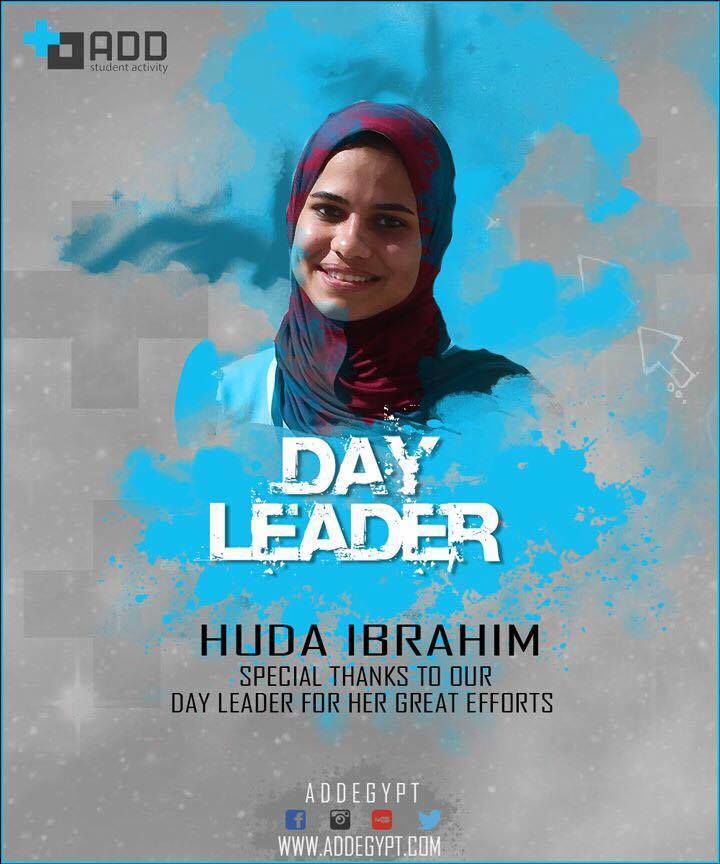 ADD
student activity
DAY
LEADER
HUDA IBRAHIM
SPECIAL THANKS TO OUR
DAY LEADER FOR HER GREAT EFFORTS
ADDEGYPT
WWW.ADDEGYPT.COM